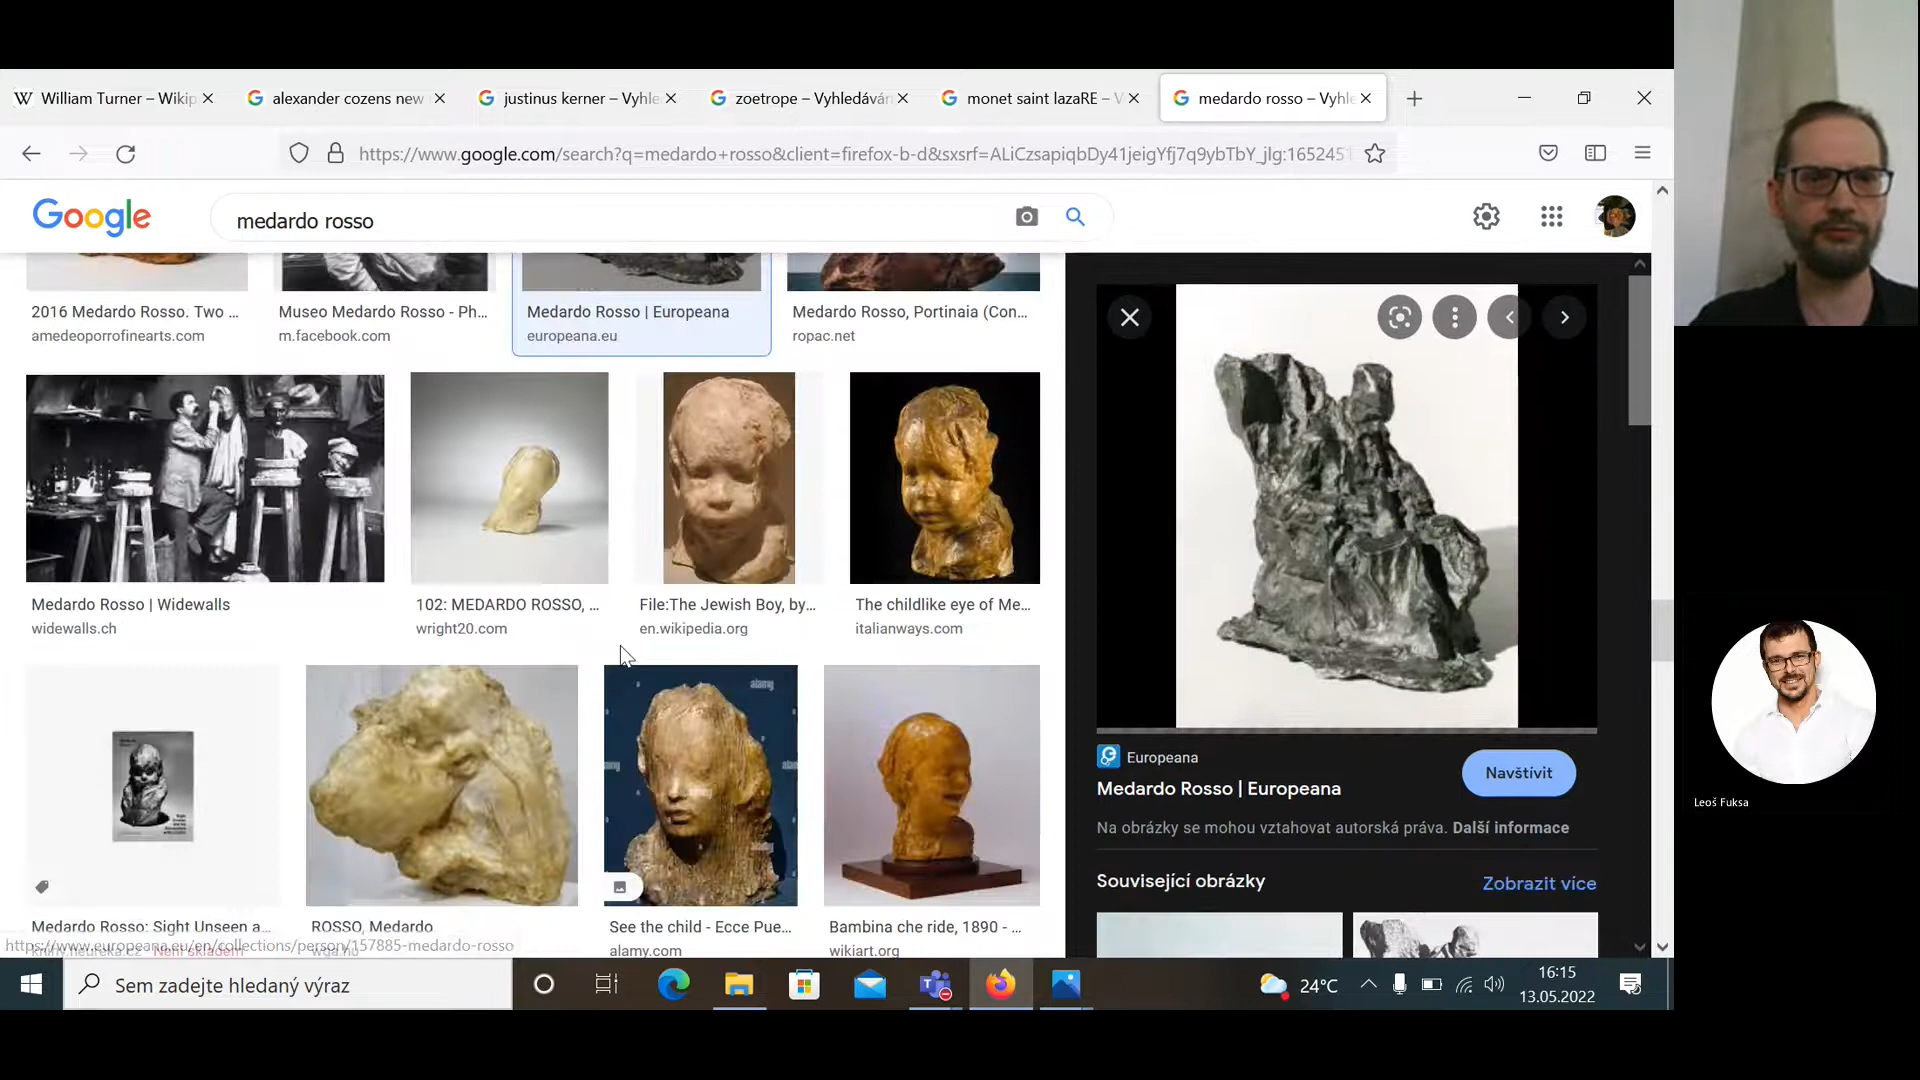 William Turner – Wikip
alexander cozens new
justinus kerner – Vyhle
zoetrope – Vyhledáván
monet saint lazaRE – V
medardo rosso – Vyhle
https://www.google.com/search?q=medardo+rosso&client=firefox-b-d&sxsrf=ALiCzsapiqbDy41jeigYfj7q9ybTbY_jlg:1652451
Google
medardo rosso
2016 Medardo Rosso. Two ...
amedeoporrofinearts.com
Museo Medardo Rosso - Ph...
m.facebook.com
Medardo Rosso | Europeana
europeana.eu
Medardo Rosso, Portinaia (Con...
ropac.net
Medardo Rosso | Widewalls
widewalls.ch
102: MEDARDO ROSSO, ...
wright20.com
File:The Jewish Boy, by...
en.wikipedia.org
The childlike eye of Me...
italianways.com
alamy
Medardo Rosso: Sight Unseen a...
ROSSO, Medardo
See the child - Ecce Pue...
alamy.com
Bambina che ride, 1890 - ...
wikiart.org
https://www.europeana.eu/en/collections/person/157885-medardo-rosso
Europeana
Medardo Rosso | Europeana
Navštívit
Na obrázky se mohou vztahovat autorská práva. Další informace
Související obrázky
Zobrazit více
Leoš Fuksa
Sem zadejte hledaný výraz
24°C
16:15
13.05.2022